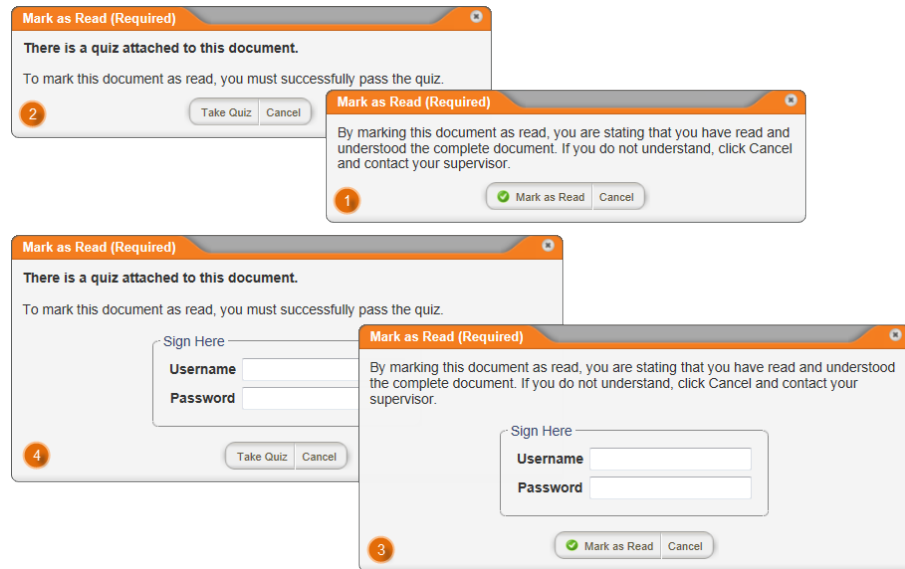 Mark as Read (Required)
There is a quiz attached to this document.
To mark this document as read, you must successfully pass the quiz.
2
Take Quiz Cancel
Mark as Read (Required)
By marking this document as read, you are stating that you have read and
understood the complete document. If you do not understand, click Cancel
and contact your supervisor.
1
Mark as Read Cancel
Mark as Read (Required)
There is a quiz attached to this document.
To mark this document as read, you must successfully pass the quiz.
Sign Here
Username
Password
4
Take Quiz Cancel
Mark as Read (Required)
By marking this document as read, you are stating that you have read and understood
the complete document. If you do not understand, click Cancel and contact your
supervisor.
Sign Here
Username
Password
3
Mark as Read Cancel